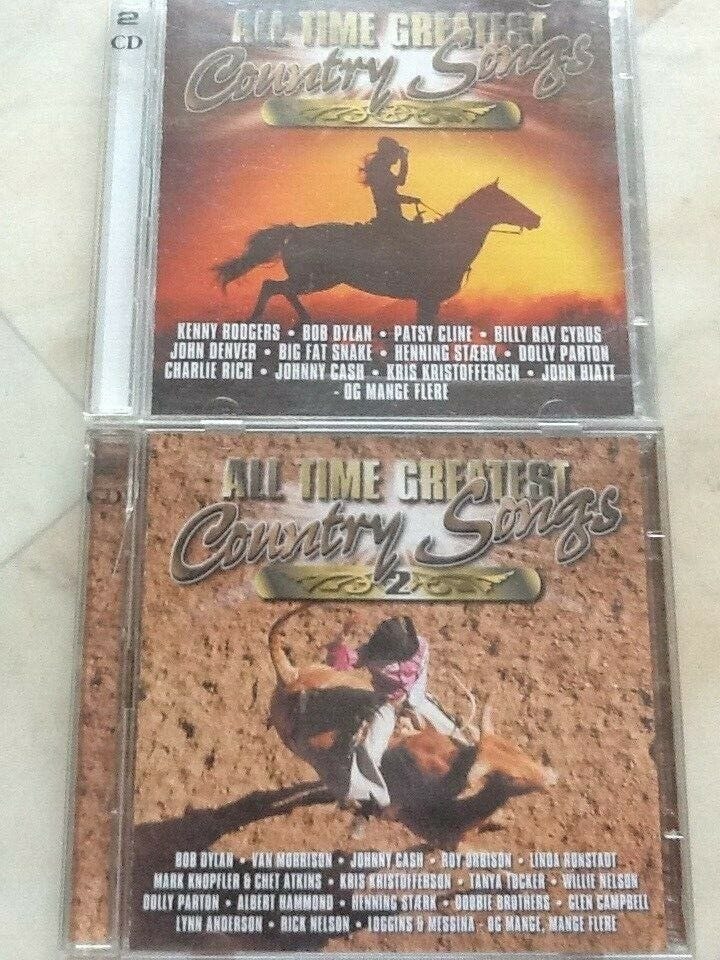 2
CD
ALL TIME GREATEST
Country Songs
KENNY RODGERS • BOB DYLAN • PATSY CLINE • BILLY RAY CYRUS
JOHN DENVER • BIG FAT SNAKE • HENNING STÆRK • DOLLY PARTON
CHARLIE RICH • JOHNNY CASH • KRIS KRISTOFFERSEN • JOHN HIATT
- OG MANGE FLERE
ALL TIME GREATEST
Country Songs
2
BOB DYLAN • VAN MORRISON • JOHNNY CASH • ROY ORBISON • LINDA RONSTADT
MARK KNOPFLER & CHET ATKINS • KRIS KRISTOFFERSON • TANYA TUCKER • WILLIE NELSON
DOLLY PARTON • ALBERT HAMMOND • HENNING STÆRK • DOOBIE BROTHERS • GLEN CAMPBELL
LYNN ANDERSON • RICK NELSON • LOGGINS & MESSINA - OG MANGE, MANGE FLERE